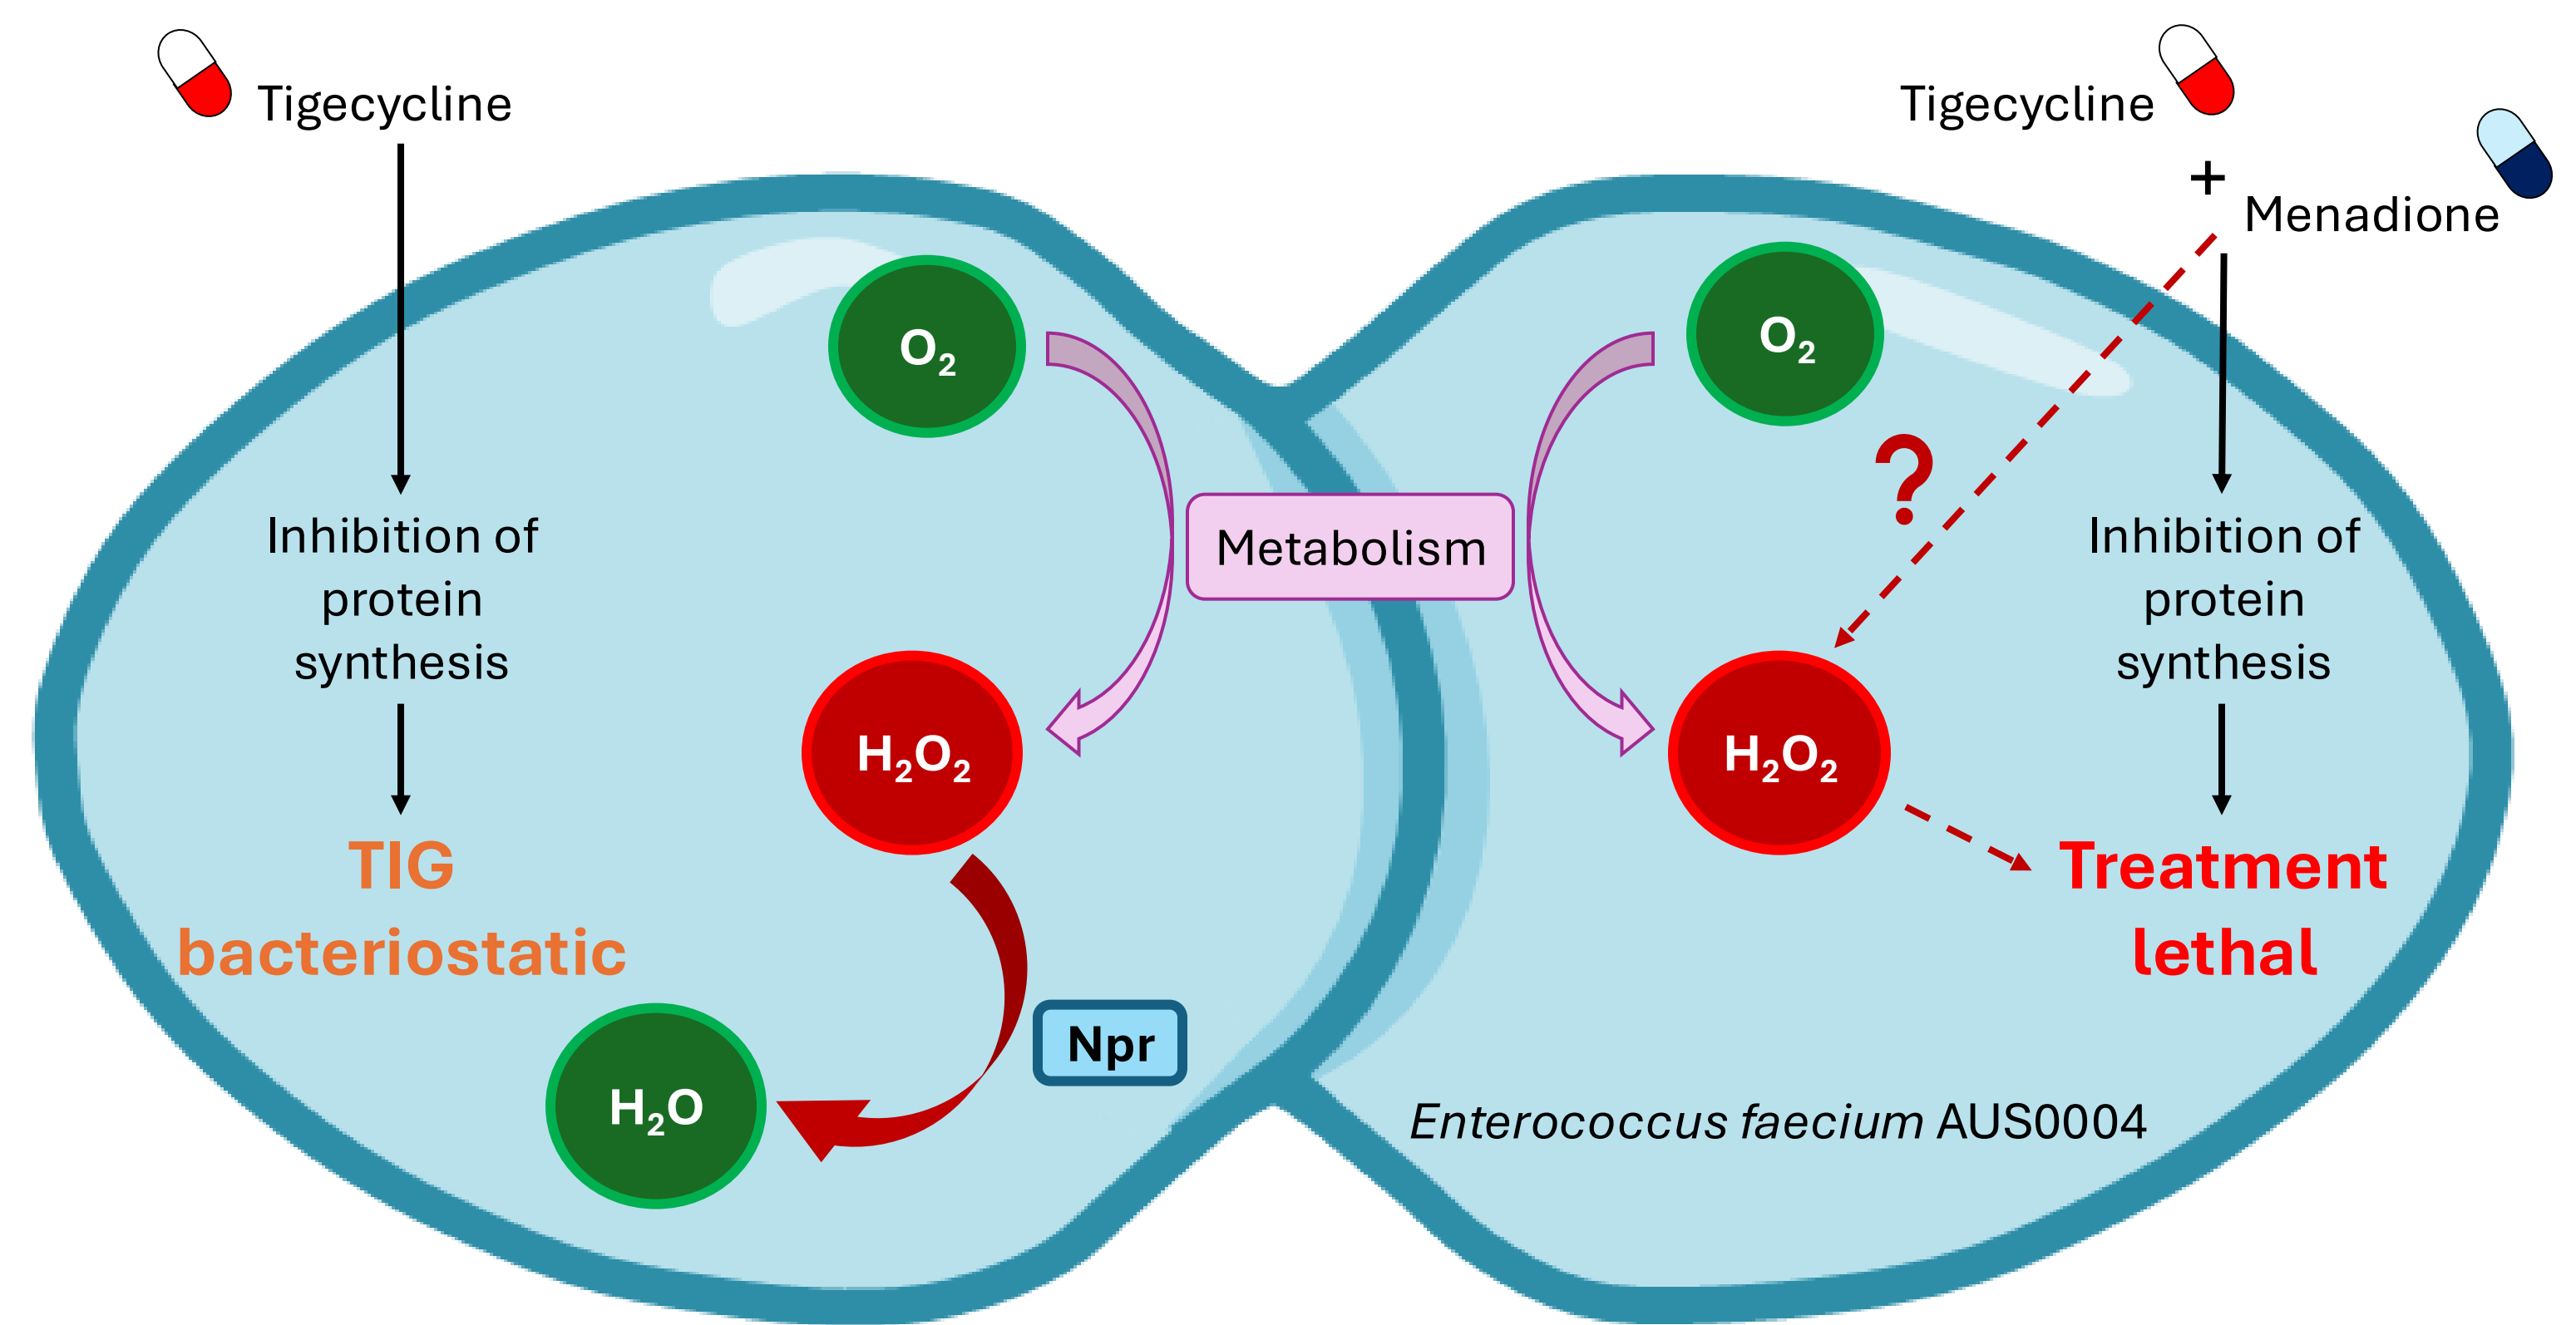 Tigecycline
Inhibition of
protein
synthesis
TIG
bacteriostatic
O₂
H₂O₂
H₂O
Npr
Metabolism
Tigecycline
+
Menadione
O₂
?
H₂O₂
Inhibition of
protein
synthesis
Treatment
lethal
Enterococcus faecium AUS0004